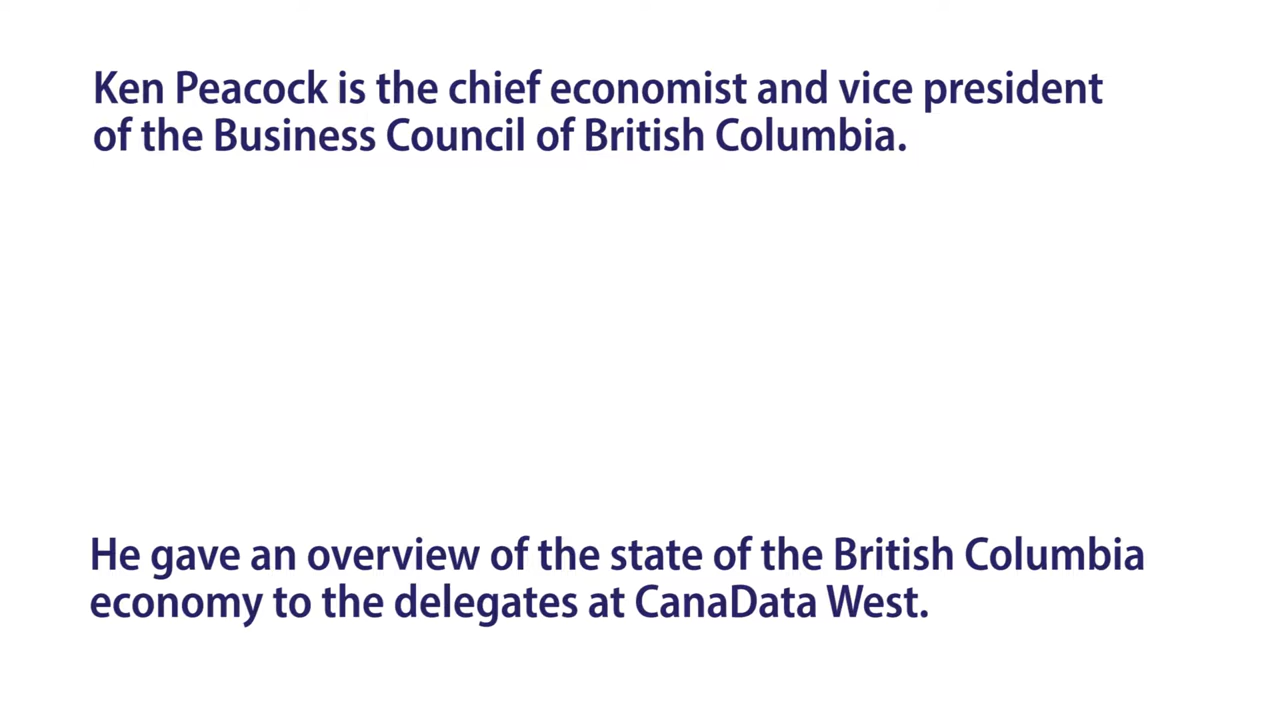 Ken Peacock is the chief economist and vice president
of the Business Council of British Columbia.
He gave an overview of the state of the British Columbia
economy to the delegates at CanaData West.